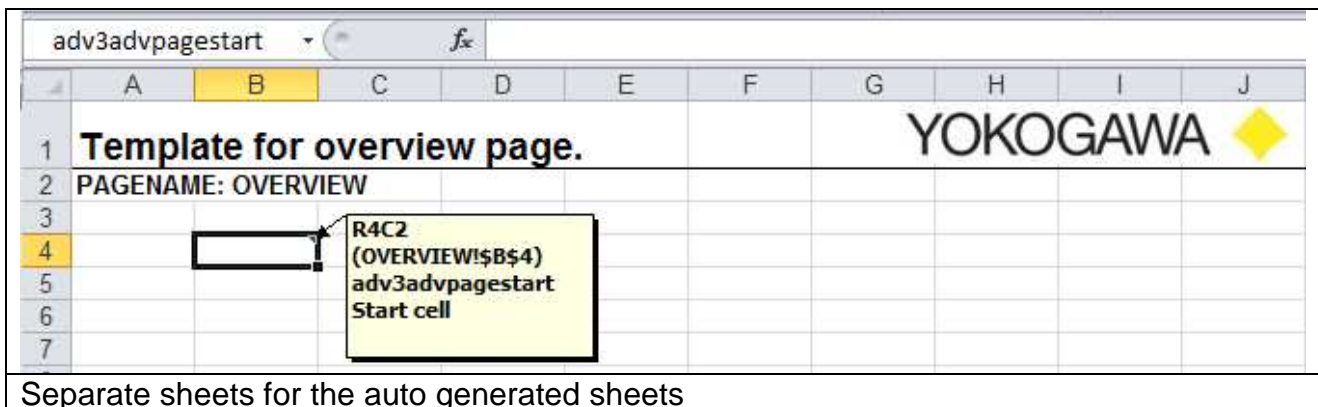 adv3advpagestart fx
A B C D E F G H I J
1 Template for overview page. YOKOGAWA
2 PAGENAME: OVERVIEW
3
4
5
6
7
R4C2
(OVERVIEW!$B$4)
adv3advpagestart
Start cell
Separate sheets for the auto generated sheets